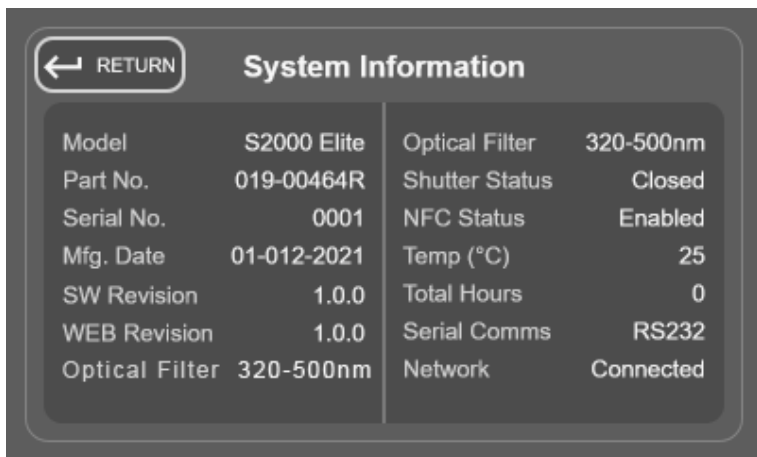 RETURN
System Information
Model S2000 Elite
Part No. 019-00464R
Serial No. 0001
Mfg. Date 01-012-2021
SW Revision 1.0.0
WEB Revision 1.0.0
Optical Filter 320-500nm
Optical Filter 320-500nm
Shutter Status Closed
NFC Status Enabled
Temp (°C) 25
Total Hours 0
Serial Comms RS232
Network Connected